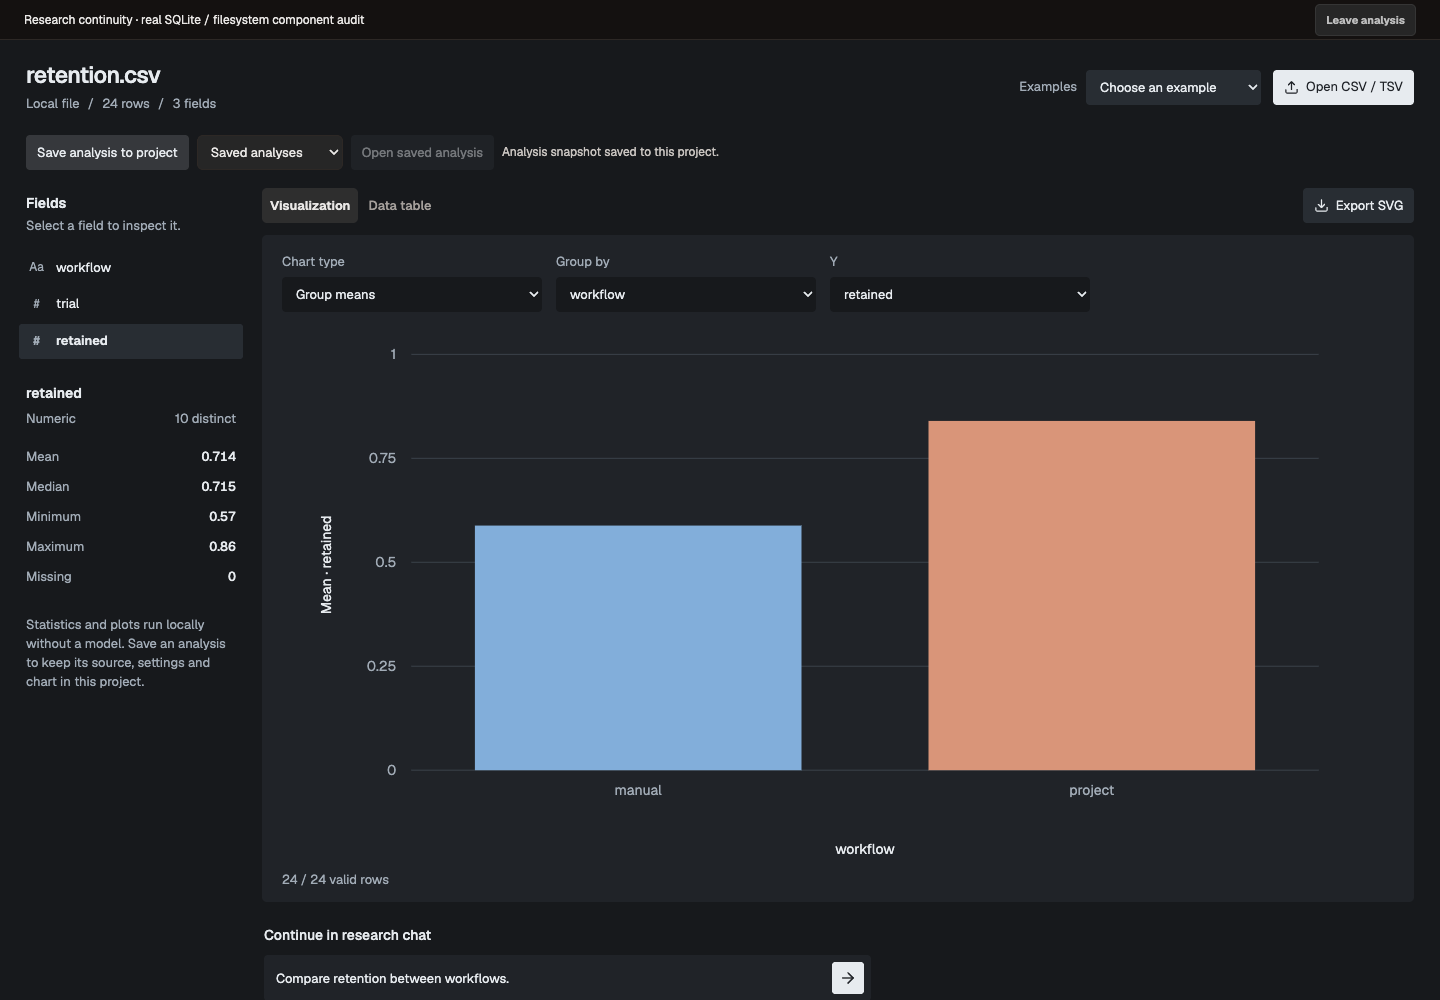 Research continuity · real SQLite / filesystem component audit
Leave analysis
retention.csv
Local file / 24 rows / 3 fields
Examples
Choose an example
Open CSV / TSV
Save analysis to project
Saved analyses
Open saved analysis
Analysis snapshot saved to this project.
Fields
Select a field to inspect it.
Aa workflow
# trial
# retained
retained
Numeric 10 distinct
Mean 0.714
Median 0.715
Minimum 0.57
Maximum 0.86
Missing 0
Statistics and plots run locally
without a model. Save an analysis
to keep its source, settings and
chart in this project.
Visualization
Data table
Export SVG
Chart type
Group by
Y
Group means
workflow
retained
1
0.75
0.5
0.25
0
Mean · retained
manual
project
workflow
24 / 24 valid rows
Continue in research chat
Compare retention between workflows.